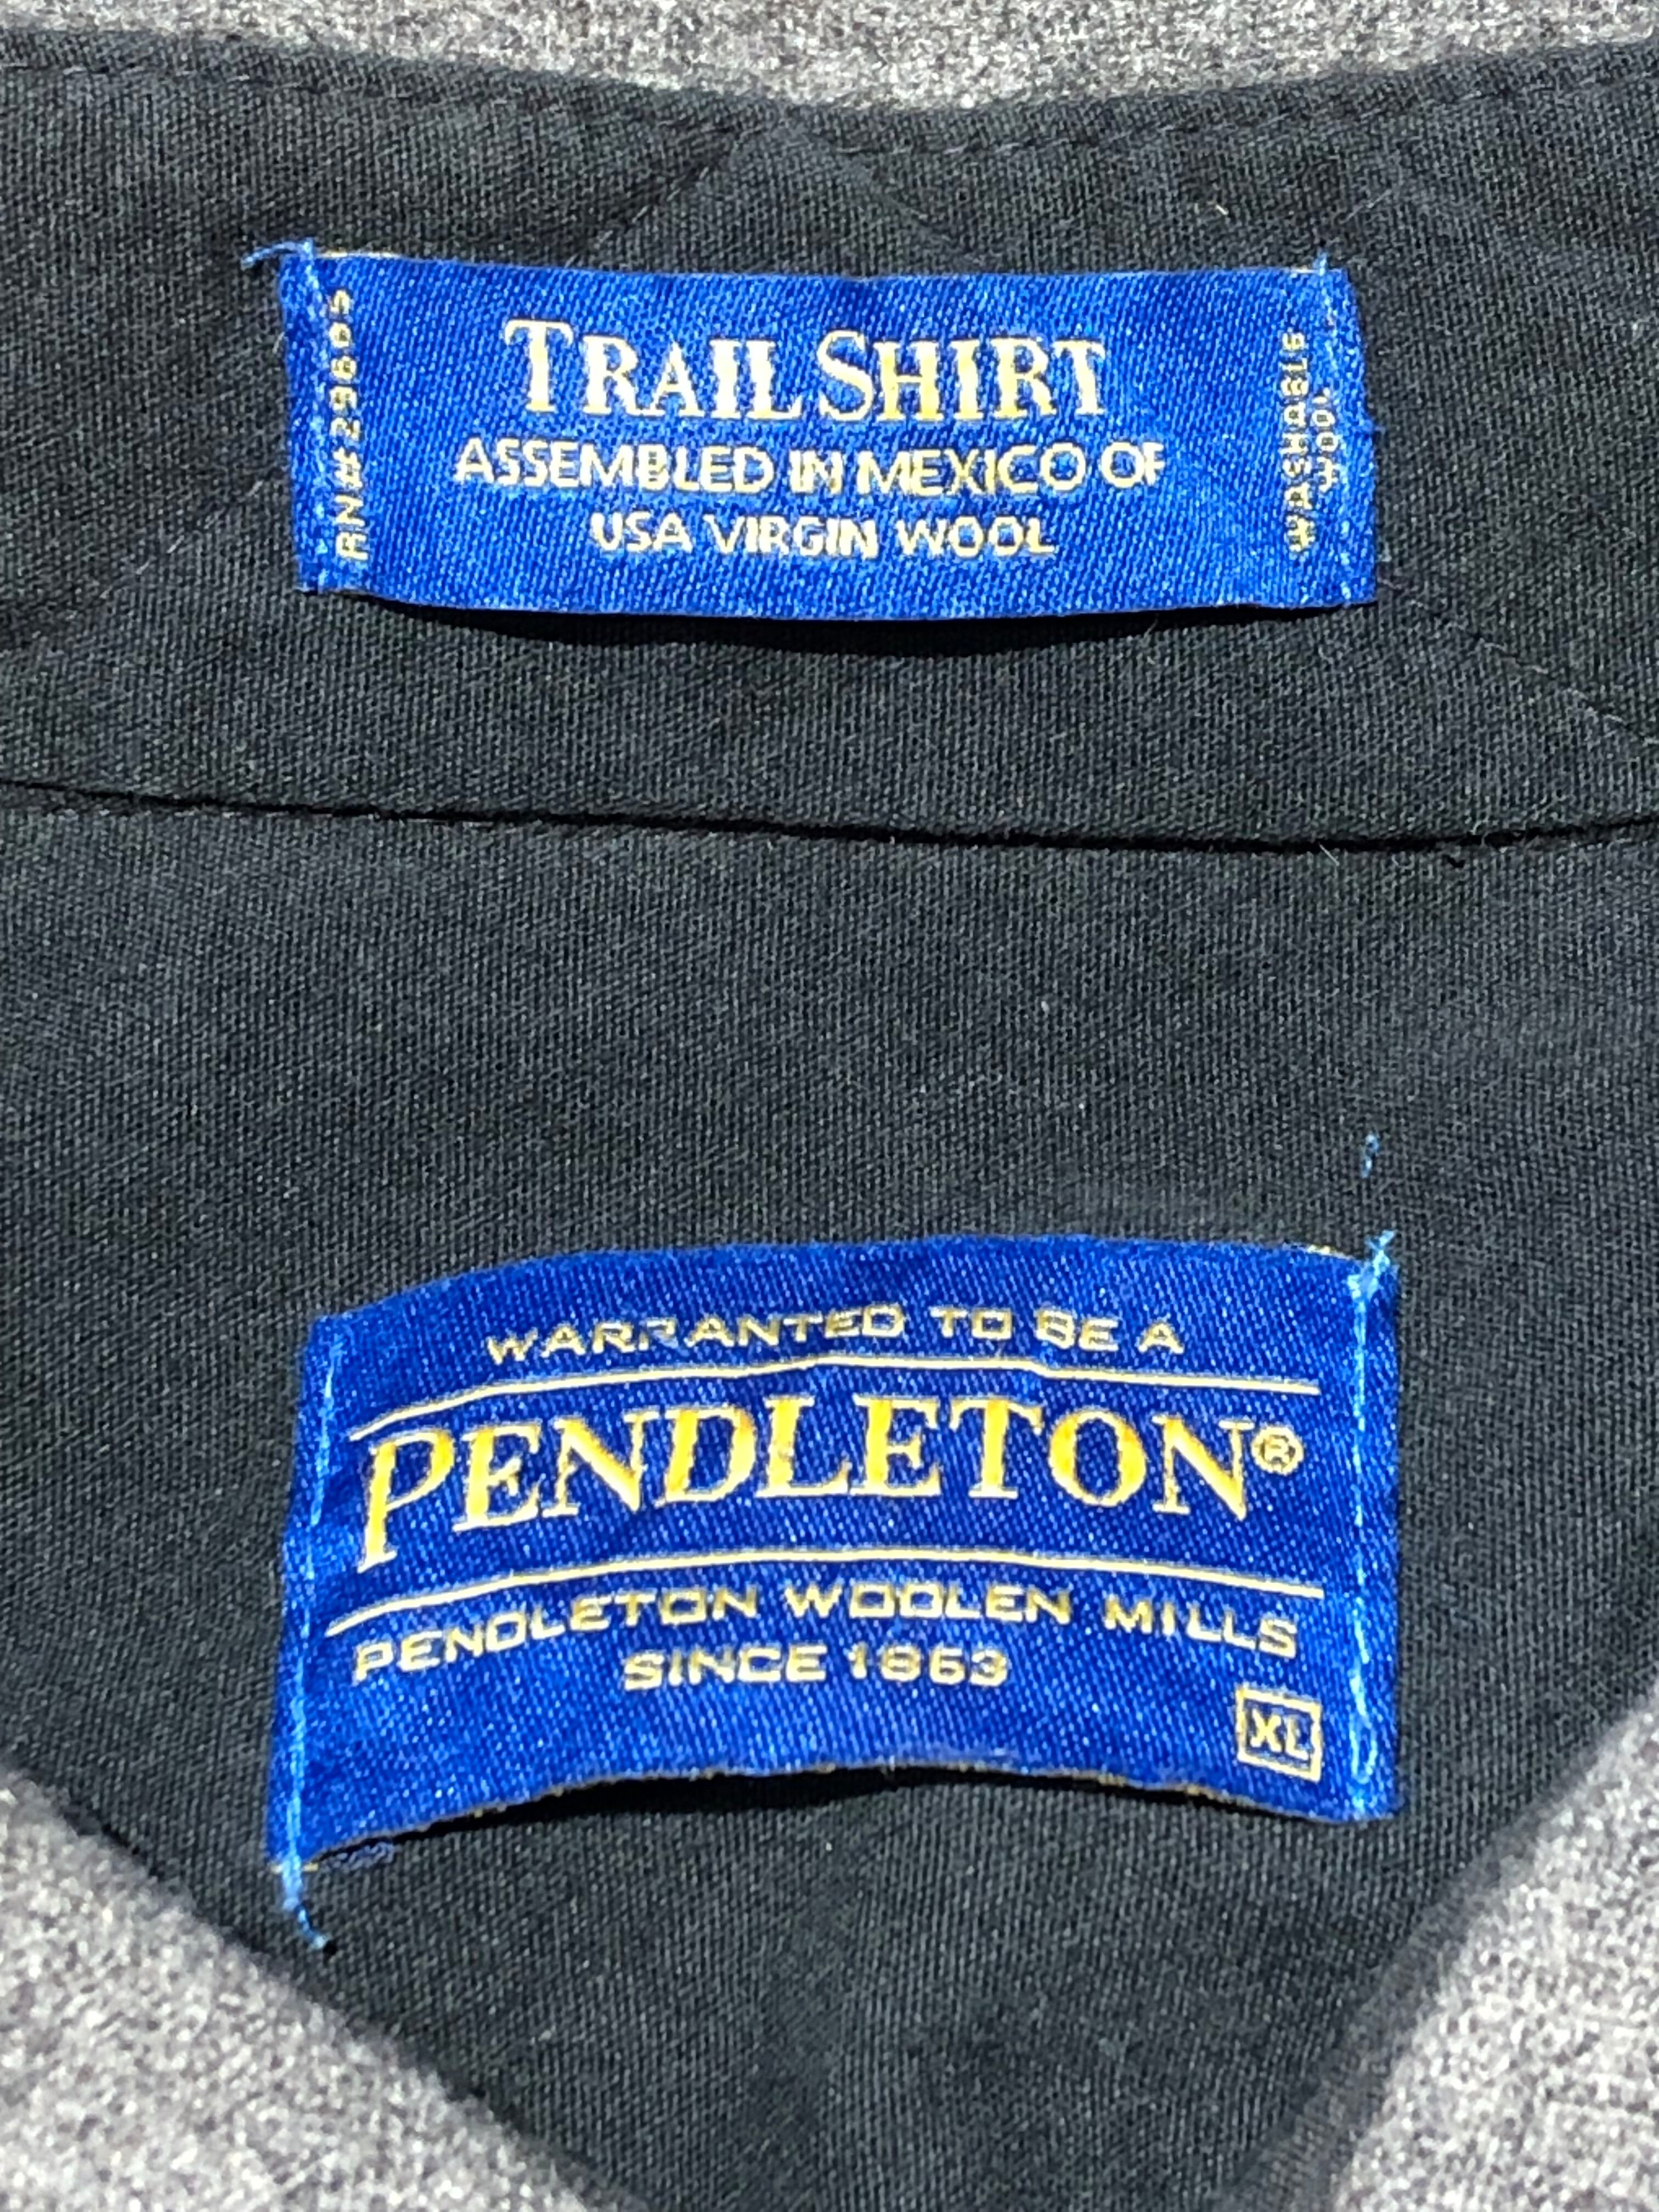 RN#29685
TRAIL SHIRT
ASSEMBLED IN MEXICO OF
USA VIRGIN WOOL
WASHABLE
WOOL
WARRANTED TO BE A
PENDLETON®
PENDLETON WOOLEN MILLS
SINCE 1863
XL